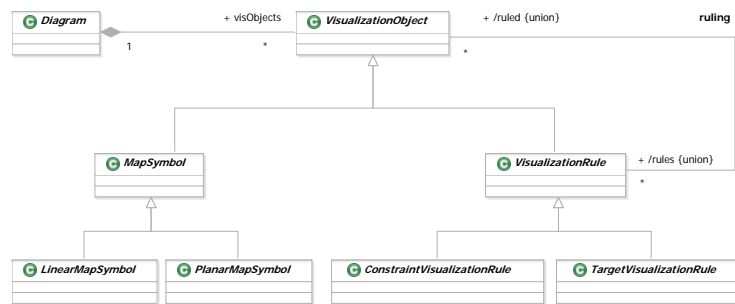 C Diagram
+ visObjects
C VisualizationObject
+ /ruled {union}
ruling
1
*
*
C MapSymbol
C VisualizationRule
+ /rules {union}
*
C LinearMapSymbol
C PlanarMapSymbol
C ConstraintVisualizationRule
C TargetVisualizationRule